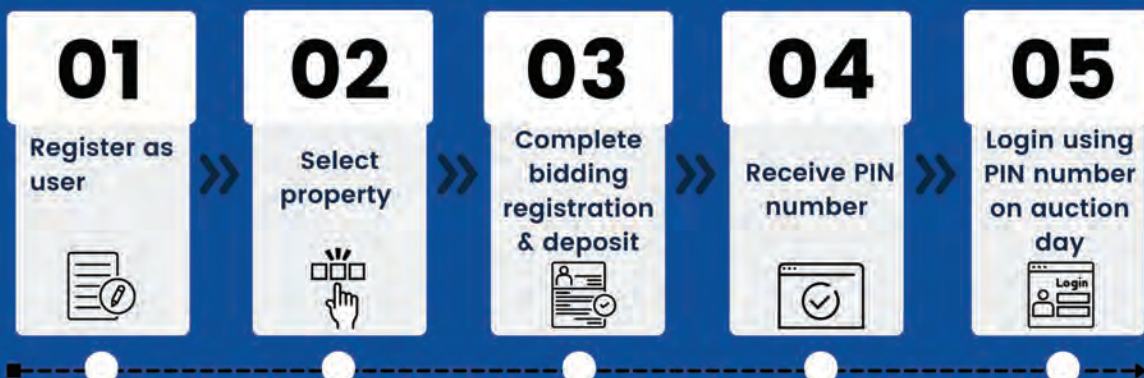 01
Register as
user
02
Select
property
03
Complete
bidding
registration
& deposit
04
Receive PIN
number
05
Login using
PIN number
on auction
day
Login